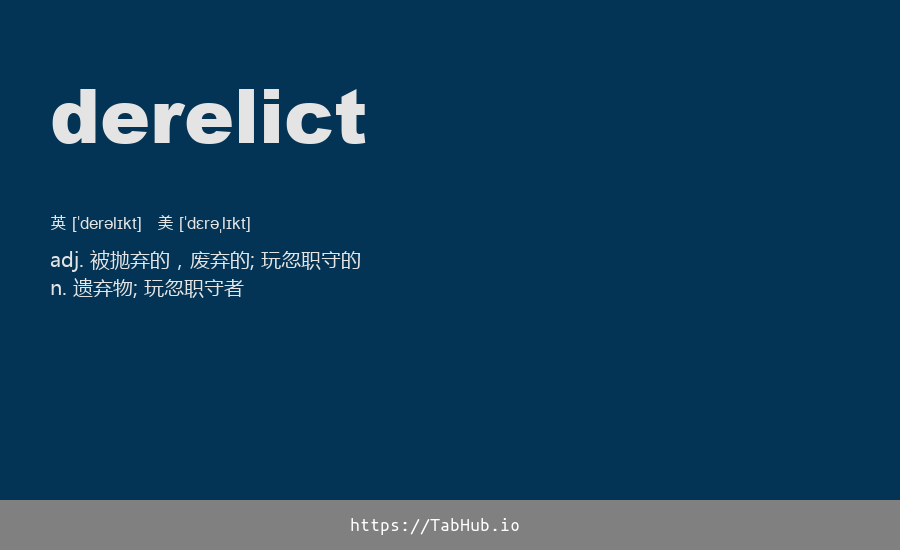 derelict
英 [ˈderəlɪkt] 美 [ˈdɛrəˌlɪkt]
adj. 被抛弃的，废弃的; 玩忽职守的
n. 遗弃物; 玩忽职守者
https://TabHub.io